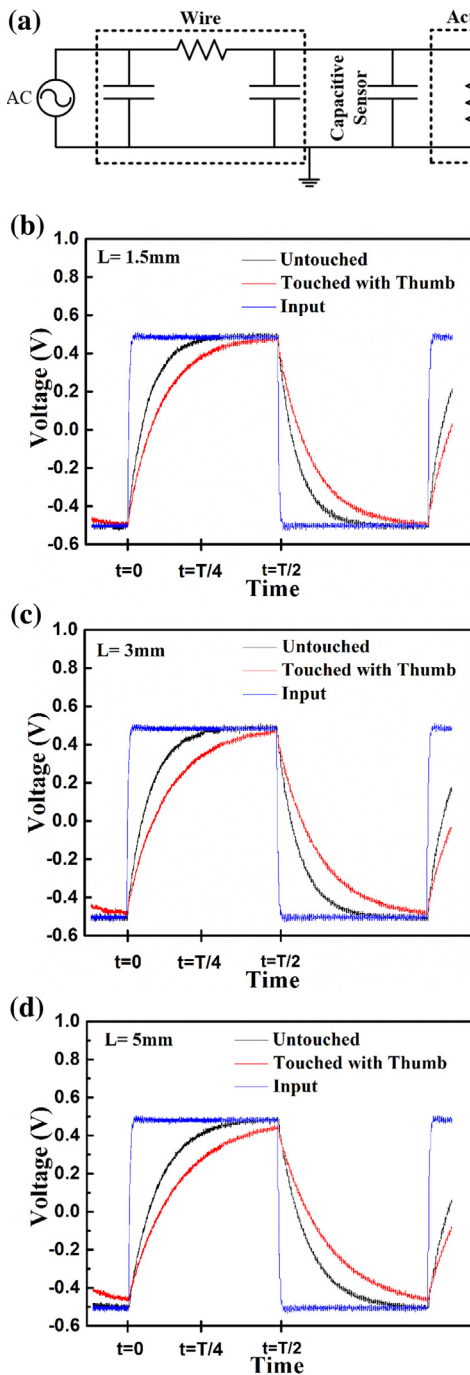 (a)
Wire
Act
AC
Capacitive
Sensor
(b)
1.0
0.8
0.6
0.4
0.2
0.0
-0.2
-0.4
-0.6
Voltage (V)
L= 1.5mm
Untouched
Touched with Thumb
Input
t=0
t=T/4
t=T/2
Time
(c)
1.0
0.8
0.6
0.4
0.2
0.0
-0.2
-0.4
-0.6
Voltage (V)
L= 3mm
Untouched
Touched with Thumb
Input
t=0
t=T/4
t=T/2
Time
(d)
1.0
0.8
0.6
0.4
0.2
0.0
-0.2
-0.4
-0.6
Voltage (V)
L= 5mm
Untouched
Touched with Thumb
Input
t=0
t=T/4
t=T/2
Time